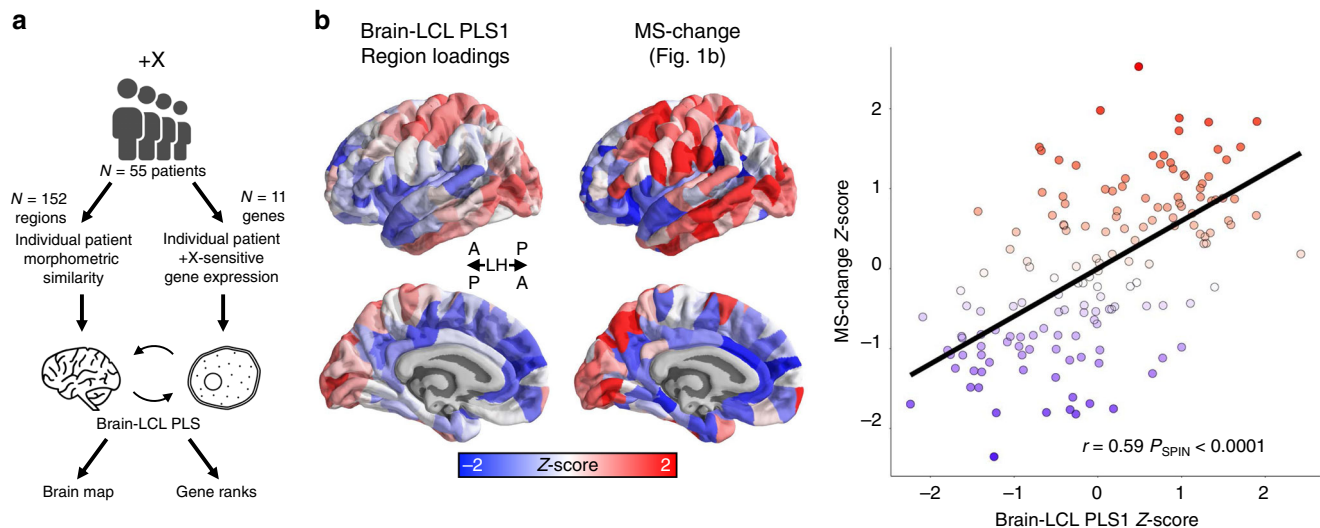 a
+X
N = 55 patients
N = 152
regions
N = 11
genes
Individual patient
morphometric
similarity
Individual patient
+X-sensitive
gene expression
Brain-LCL PLS
Brain map
Gene ranks
b
Brain-LCL PLS1
Region loadings
MS-change
(Fig. 1b)
A P
LH
P A
–2 Z-score 2
MS-change Z-score
2
1
0
–1
–2
r = 0.59 PSPIN < 0.0001
–2 –1 0 1 2
Brain-LCL PLS1 Z-score